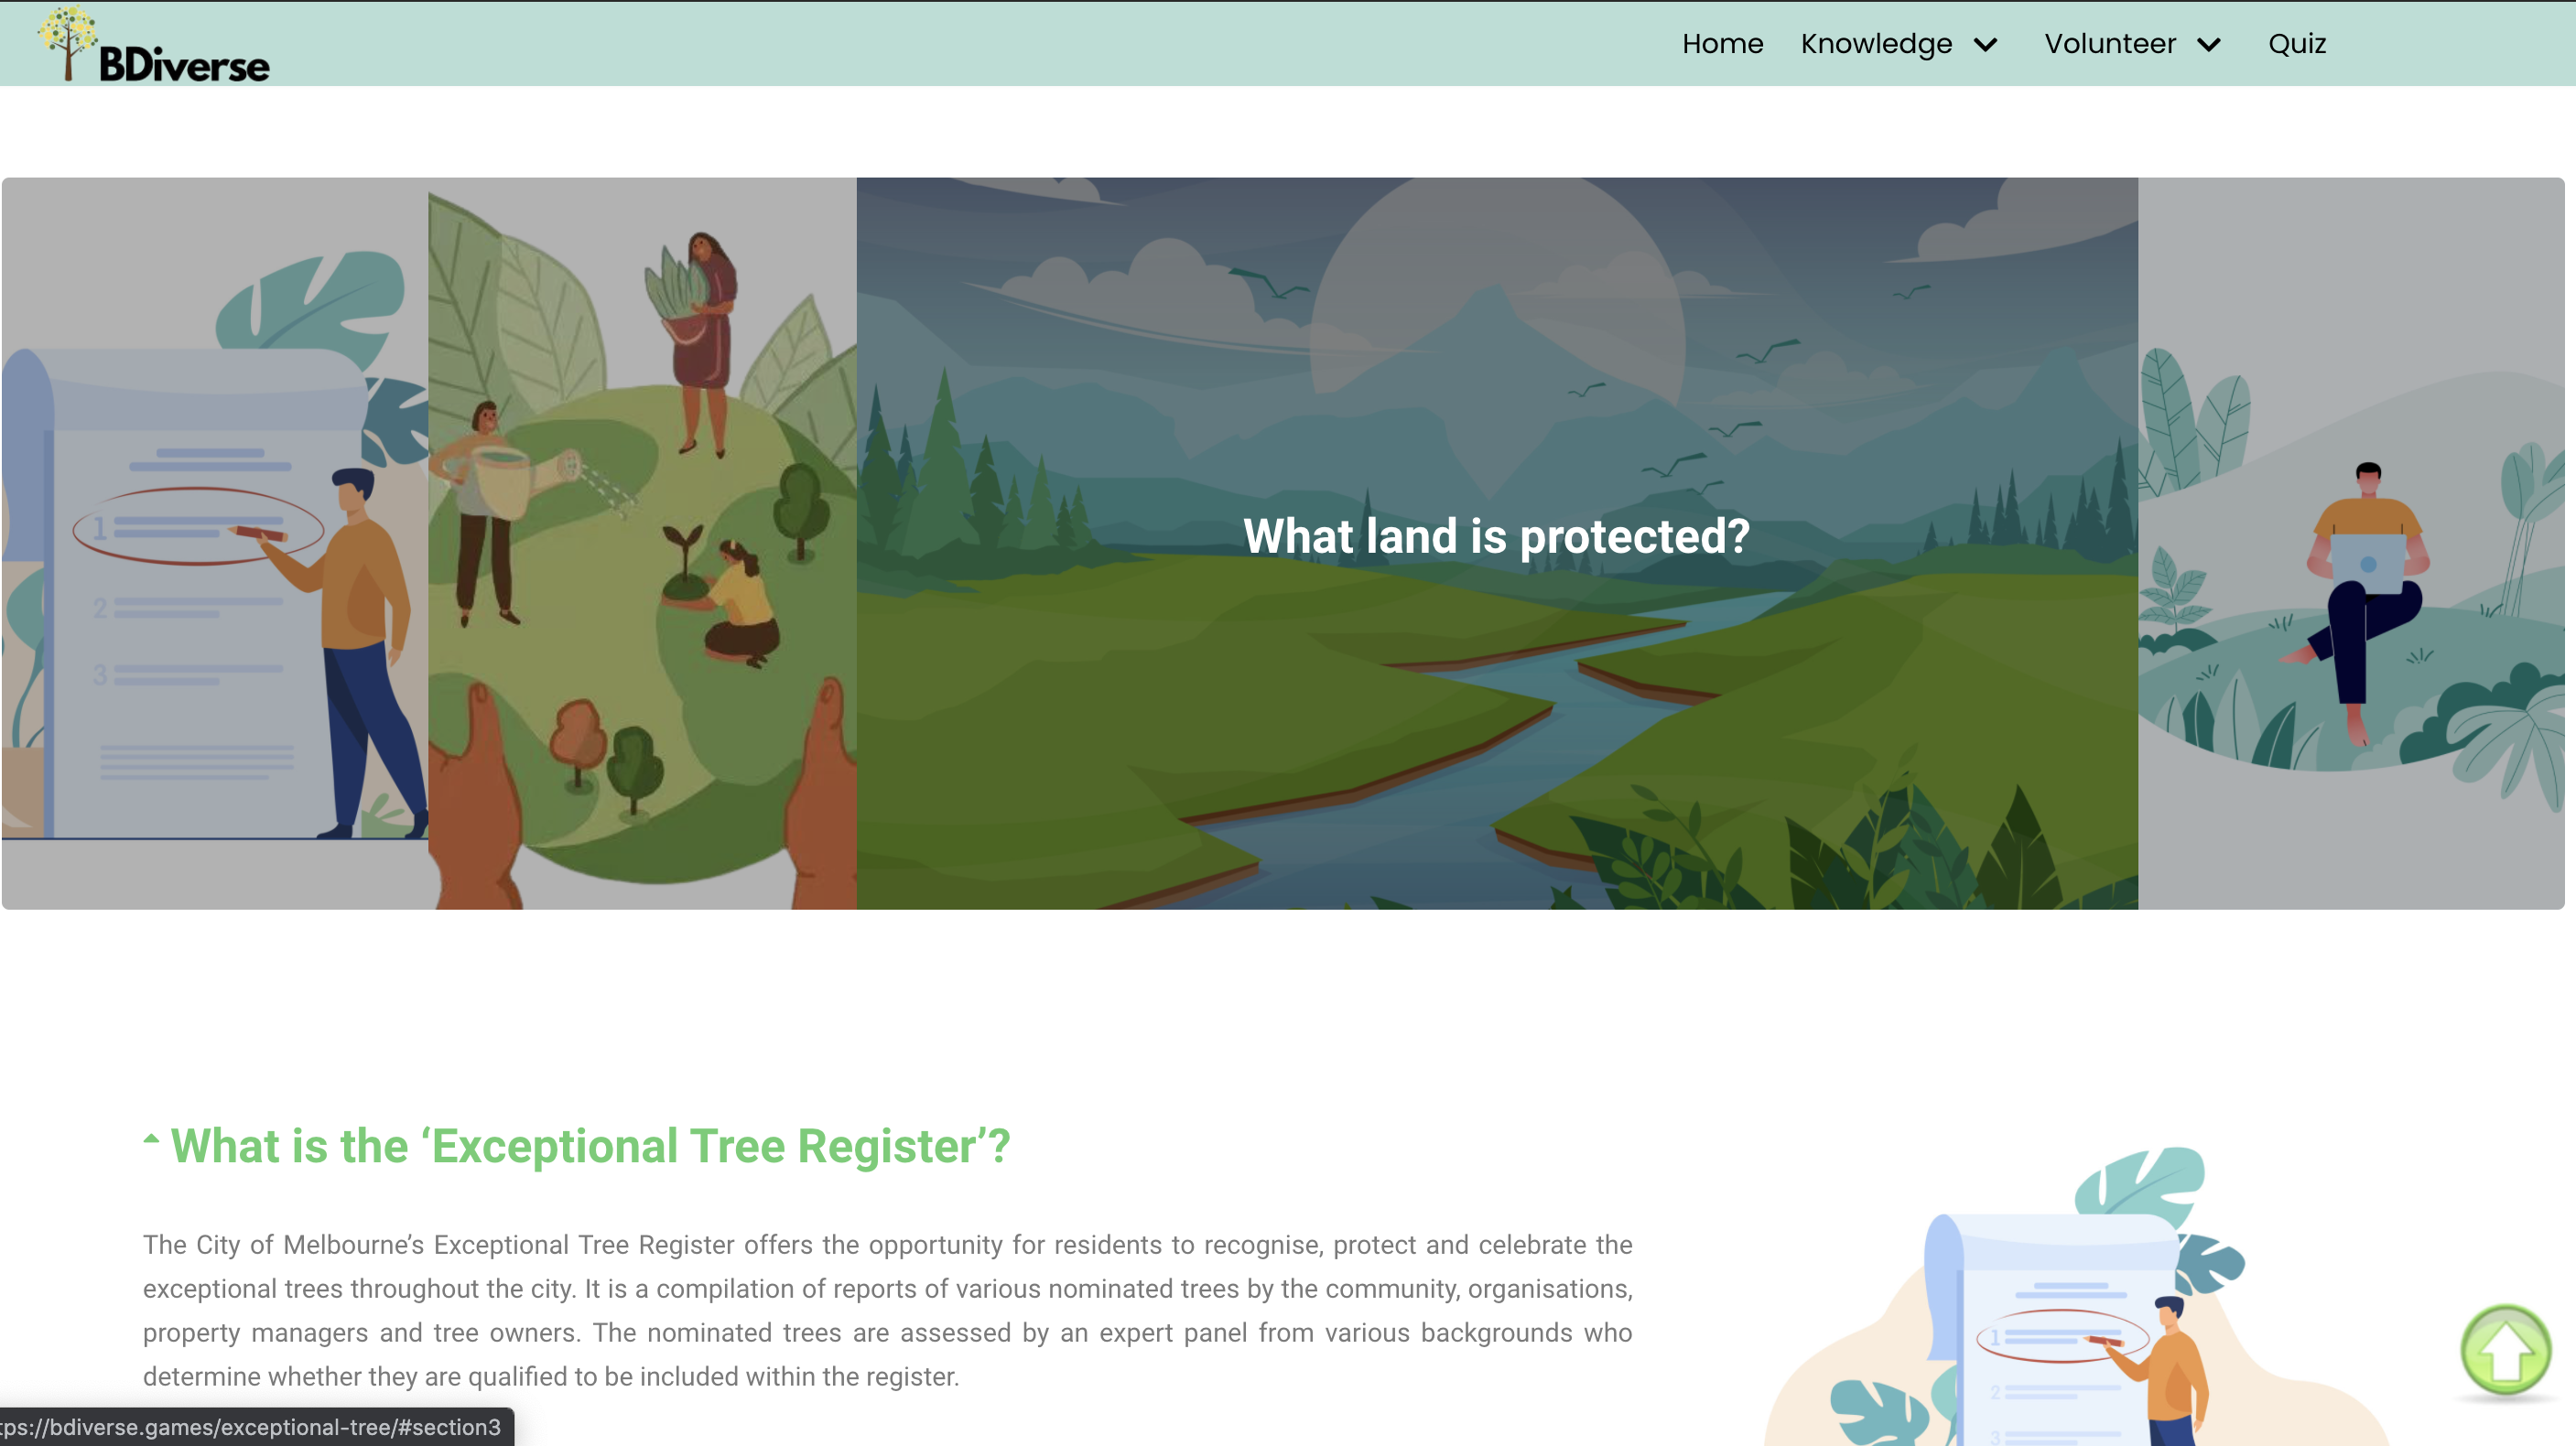 BDiverse
Home Knowledge Volunteer Quiz
1
2
3
What land is protected?
What is the ‘Exceptional Tree Register’?
The City of Melbourne’s Exceptional Tree Register offers the opportunity for residents to recognise, protect and celebrate the
exceptional trees throughout the city. It is a compilation of reports of various nominated trees by the community, organisations,
property managers and tree owners. The nominated trees are assessed by an expert panel from various backgrounds who
determine whether they are qualified to be included within the register.
1
2
3
tps://bdiverse.games/exceptional-tree/#section3